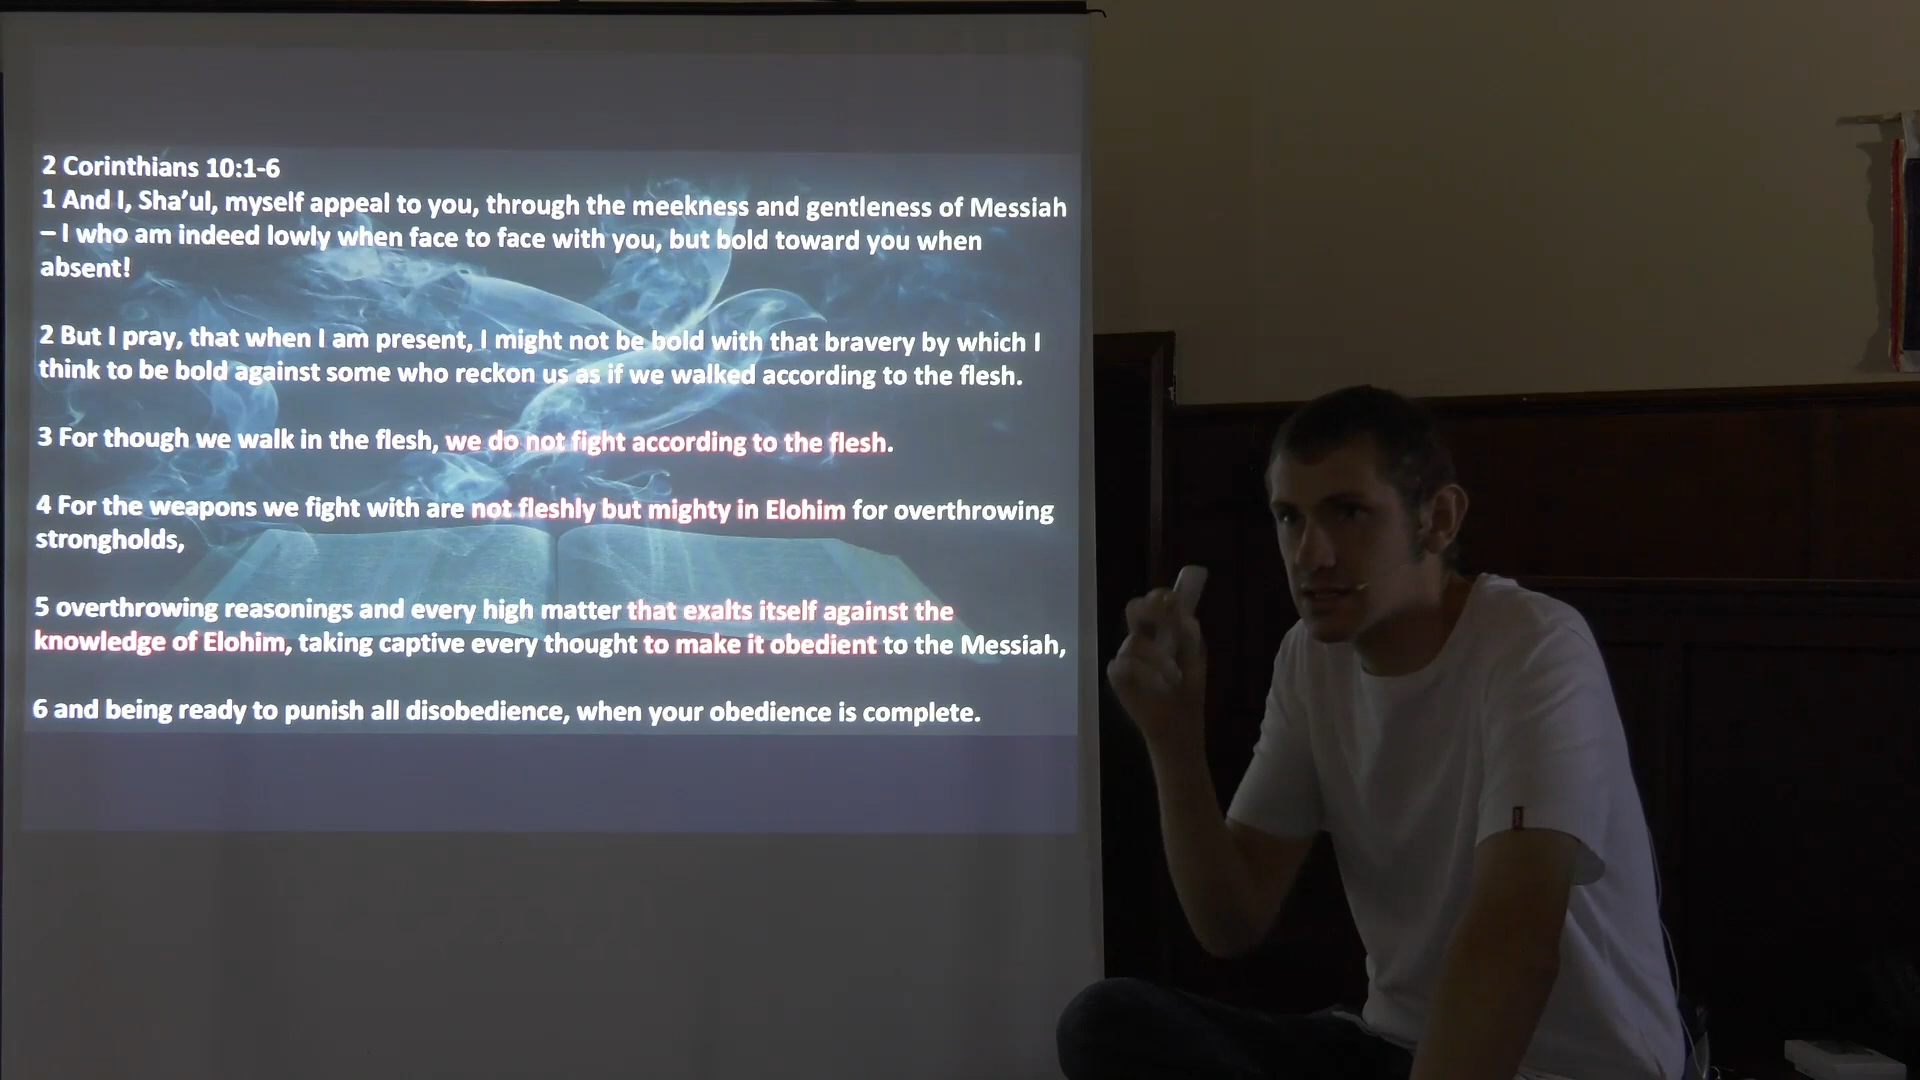 2 Corinthians 10:1-6
1 And I, Sha’ul, myself appeal to you, through the meekness and gentleness of Messiah
– I who am indeed lowly when face to face with you, but bold toward you when
absent!
2 But I pray, that when I am present, I might not be bold with that bravery by which I
think to be bold against some who reckon us as if we walked according to the flesh.
3 For though we walk in the flesh, we do not fight according to the flesh.
4 For the weapons we fight with are not fleshly but mighty in Elohim for overthrowing
strongholds,
5 overthrowing reasonings and every high matter that exalts itself against the
knowledge of Elohim, taking captive every thought to make it obedient to the Messiah,
6 and being ready to punish all disobedience, when your obedience is complete.